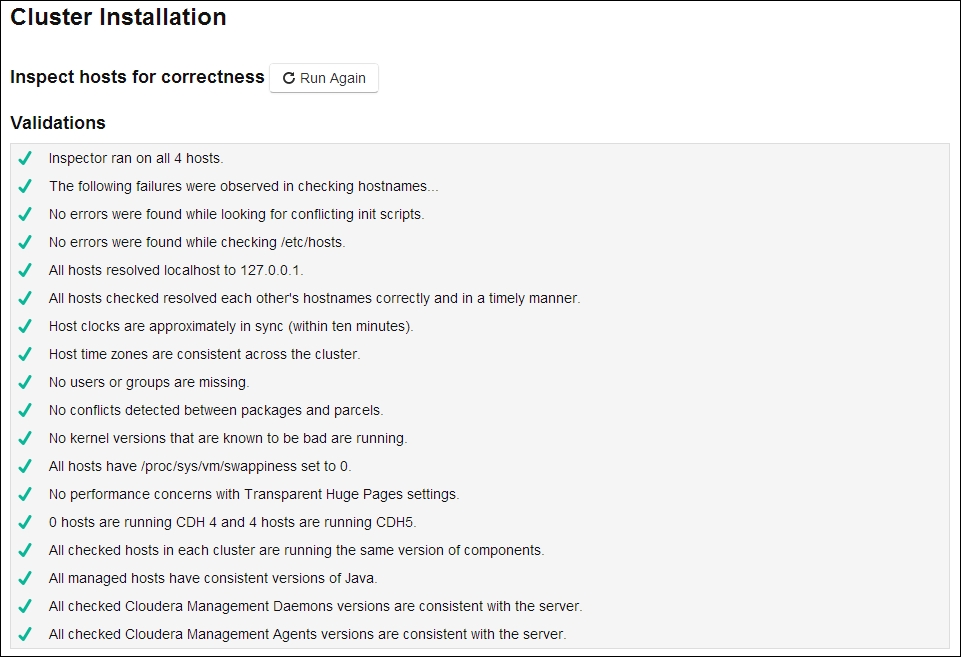 Cluster Installation
Inspect hosts for correctness Run Again
Validations
Inspector ran on all 4 hosts.
The following failures were observed in checking hostnames...
No errors were found while looking for conflicting init scripts.
No errors were found while checking /etc/hosts.
All hosts resolved localhost to 127.0.0.1.
All hosts checked resolved each other's hostnames correctly and in a timely manner.
Host clocks are approximately in sync (within ten minutes).
Host time zones are consistent across the cluster.
No users or groups are missing.
No conflicts detected between packages and parcels.
No kernel versions that are known to be bad are running.
All hosts have /proc/sys/vm/swappiness set to 0.
No performance concerns with Transparent Huge Pages settings.
0 hosts are running CDH 4 and 4 hosts are running CDH5.
All checked hosts in each cluster are running the same version of components.
All managed hosts have consistent versions of Java.
All checked Cloudera Management Daemons versions are consistent with the server.
All checked Cloudera Management Agents versions are consistent with the server.